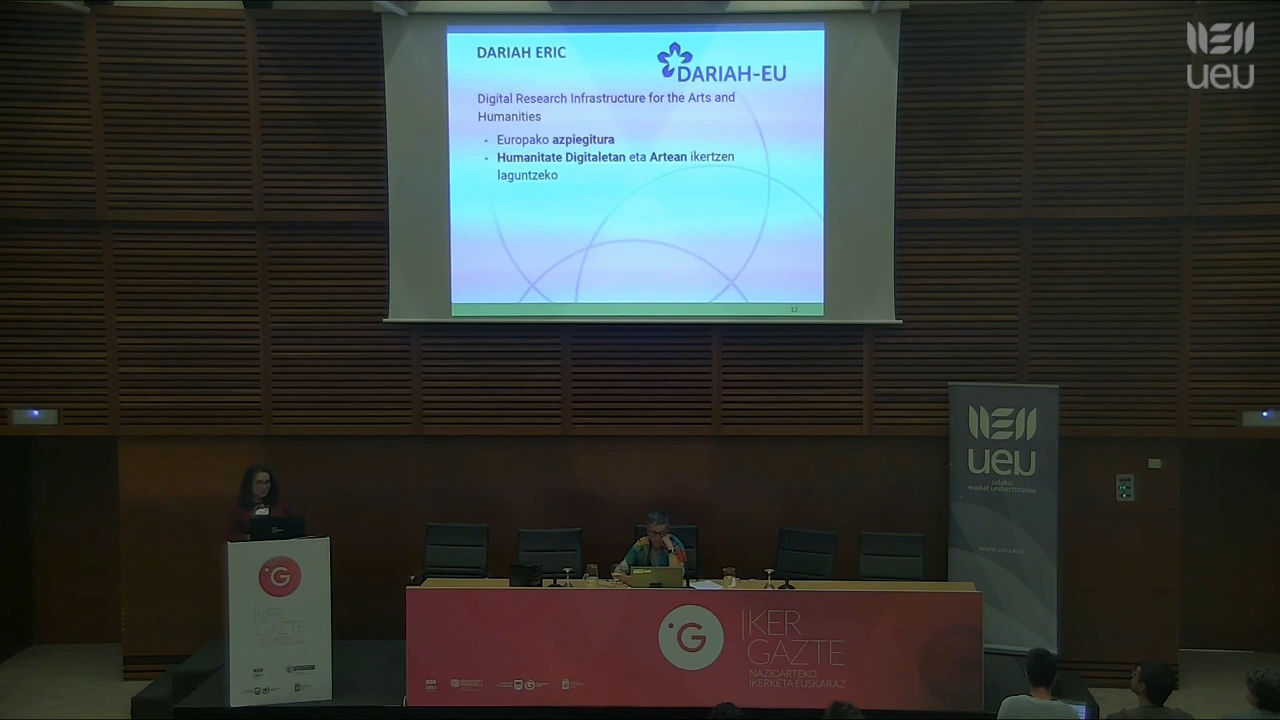 DARIAH ERIC
DARIAH-EU
Digital Research Infrastructure for the Arts and
Humanities
Europako azpiegitura
Humanitate Digitaletan eta Artean ikertzen
laguntzeko
12
ueu
ueu
udako
euskal unibertsitatea
www.ueu.eus
G
IKER
GAZTE
G
IKER
GAZTE
NAZIOARTEKO
IKERKETA EUSKARAZ